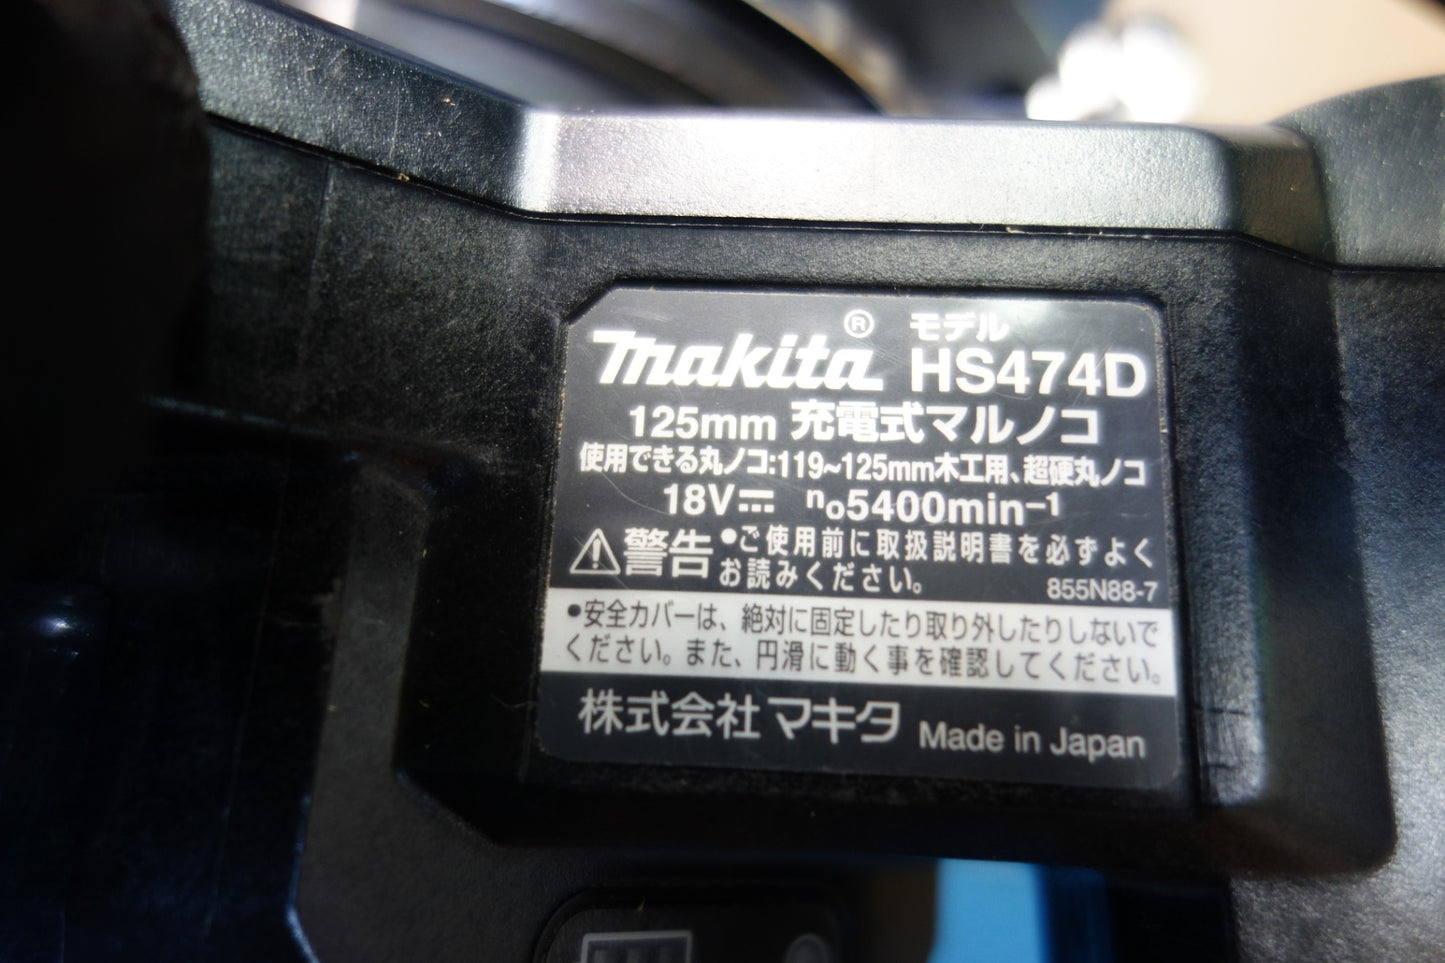 makita® モデル HS474D
125mm 充電式マルノコ
使用できる丸ノコ:119~125mm木工用、超硬丸ノコ
18V⎓ no5400min-1
警告 •ご使用前に取扱説明書を必ずよく
お読みください。 855N88-7
•安全カバーは、絶対に固定したり取り外したりしないで
ください。また、円滑に動く事を確認してください。
株式会社マキタ Made in Japan